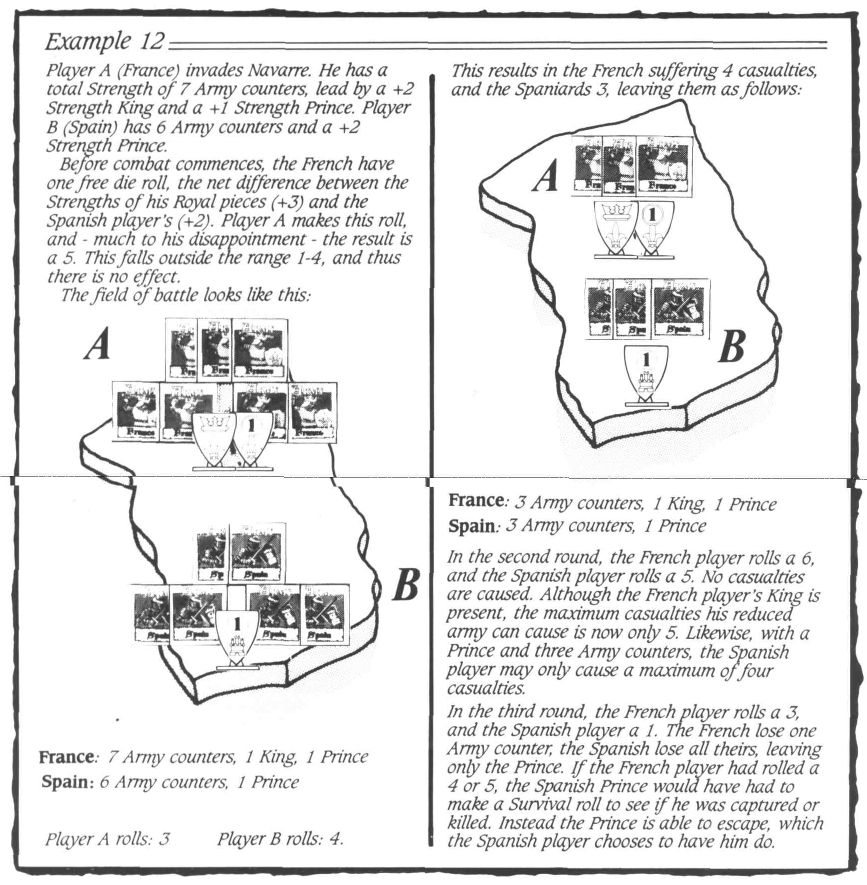 Example 12
Player A (France) invades Navarre. He has a
total Strength of 7 Army counters, lead by a +2
Strength King and a +1 Strength Prince. Player
B (Spain) has 6 Army counters and a +2
Strength Prince.
Before combat commences, the French have
one free die roll, the net difference between the
Strengths of his Royal pieces (+3) and the
Spanish player's (+2). Player A makes this roll,
and - much to his disappointment - the result is
a 5. This falls outside the range 1-4, and thus
there is no effect.
The field of battle looks like this:
A
France
France
1
B
Spain
Spain
Spain
1
France: 7 Army counters, 1 King, 1 Prince
Spain: 6 Army counters, 1 Prince
Player A rolls: 3 Player B rolls: 4.
This results in the French suffering 4 casualties,
and the Spaniards 3, leaving them as follows:
A
France
1
Spain
B
1
France: 3 Army counters, 1 King, 1 Prince
Spain: 3 Army counters, 1 Prince
In the second round, the French player rolls a 6,
and the Spanish player rolls a 5. No casualties
are caused. Although the French player's King is
present, the maximum casualties his reduced
army can cause is now only 5. Likewise, with a
Prince and three Army counters, the Spanish
player may only cause a maximum of four
casualties.
In the third round, the French player rolls a 3,
and the Spanish player a 1. The French lose one
Army counter, the Spanish lose all theirs, leaving
only the Prince. If the French player had rolled a
4 or 5, the Spanish Prince would have had to
make a Survival roll to see if he was captured or
killed. Instead the Prince is able to escape, which
the Spanish player chooses to have him do.